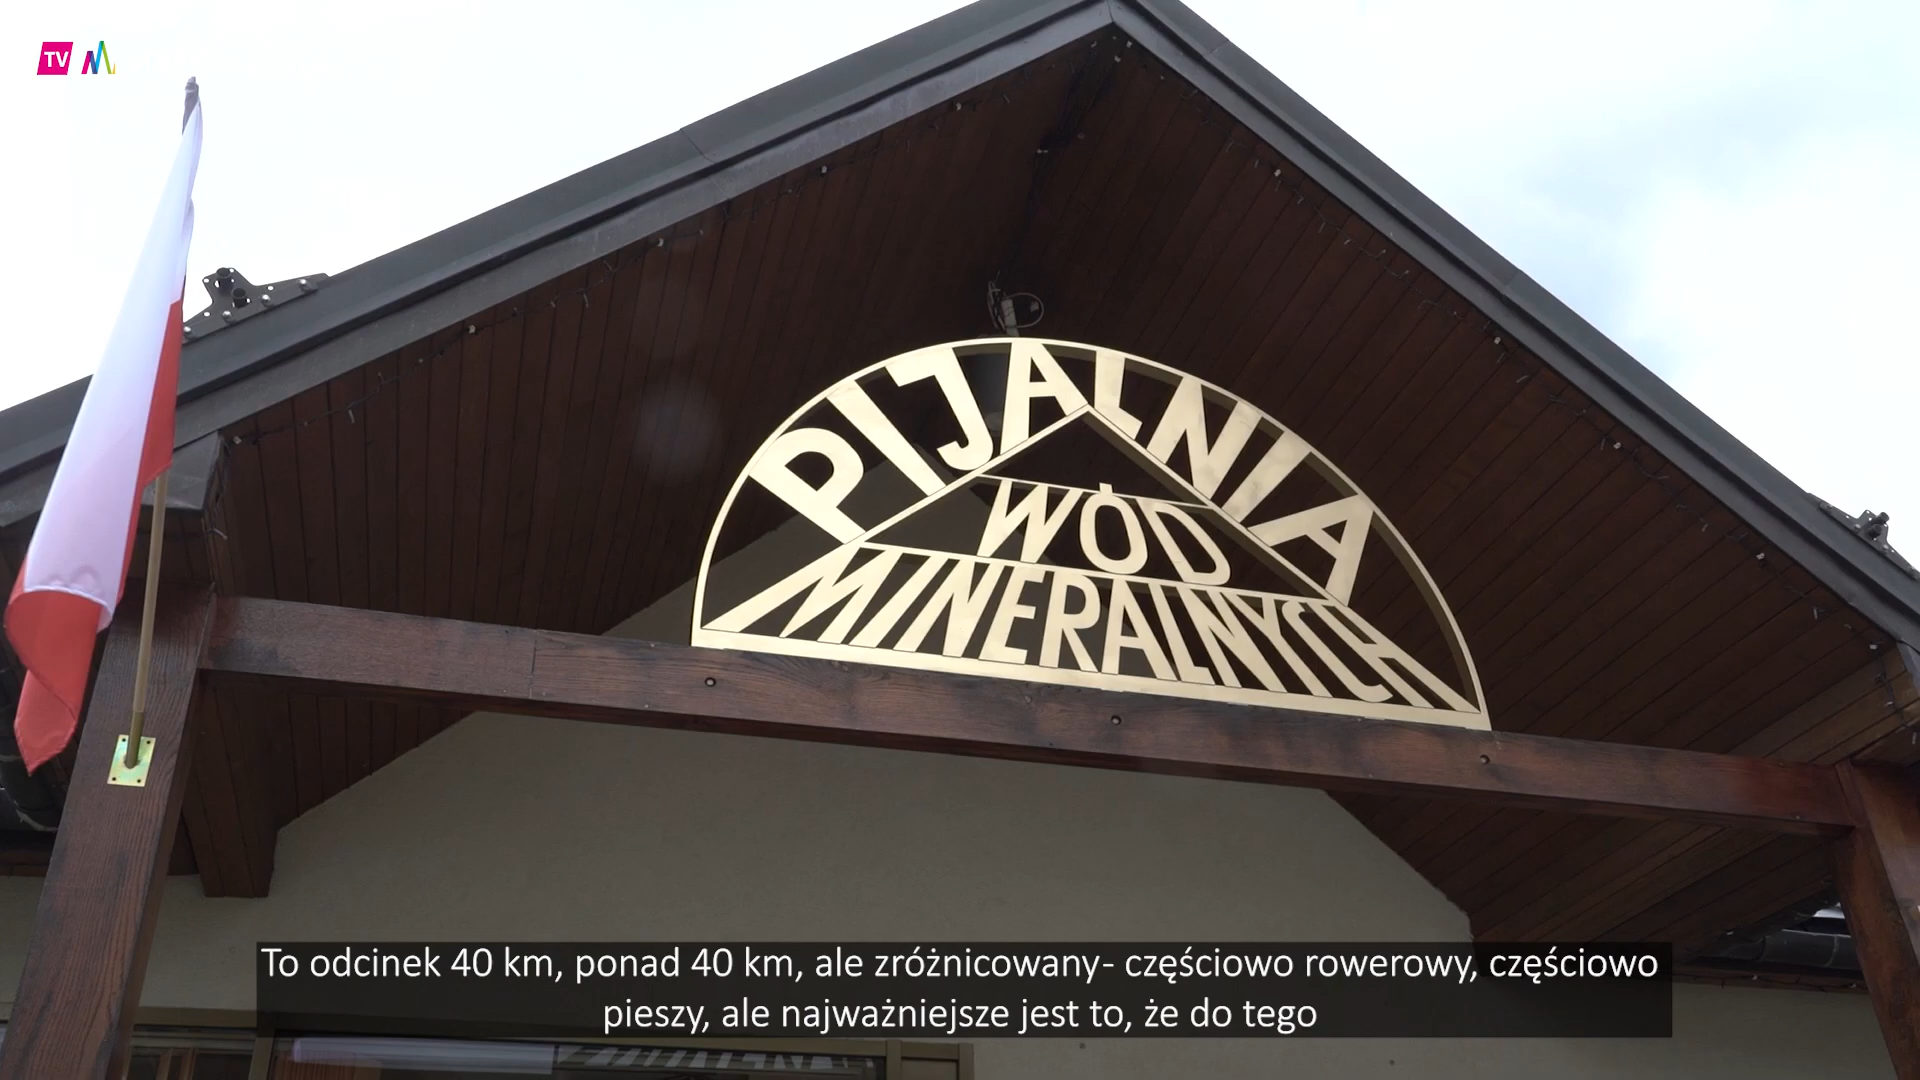 TV M
PIJALNIA
WÓD
MINERALNYCH
To odcinek 40 km, ponad 40 km, ale zróżnicowany- częściowo rowerowy, częściowo
pieszy, ale najważniejsze jest to, że do tego